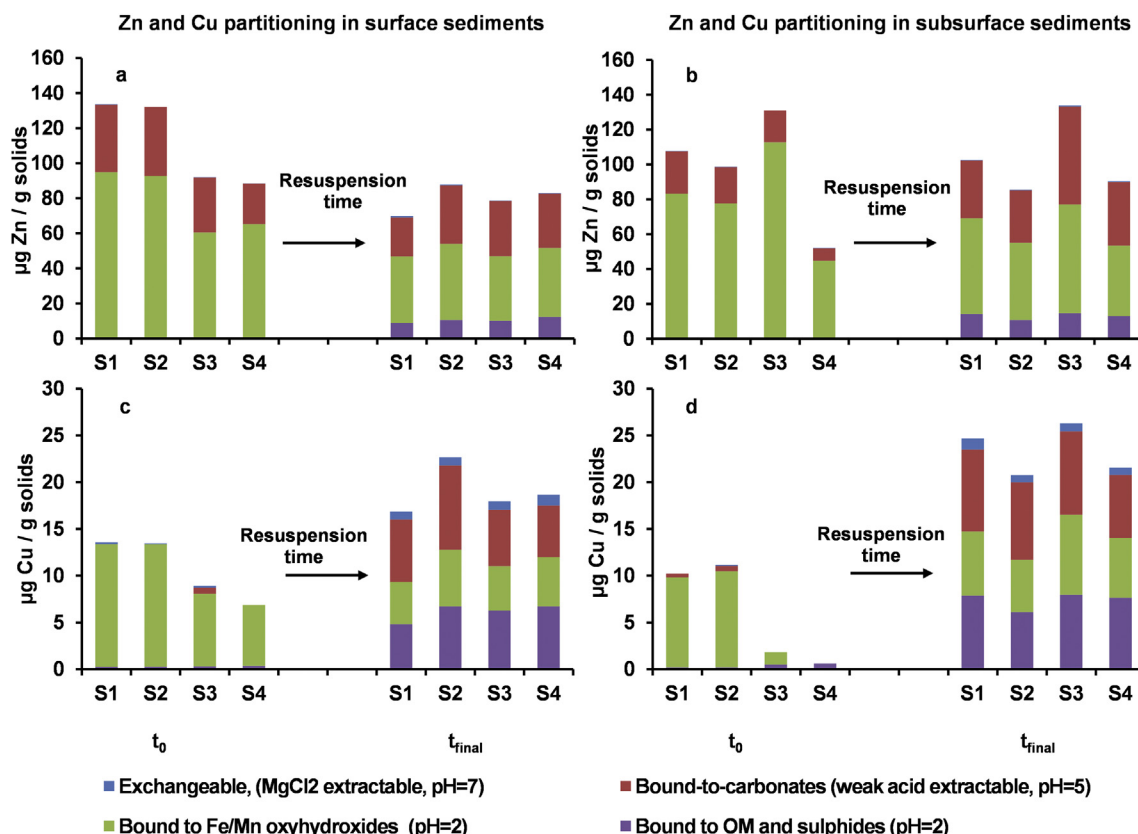 Zn and Cu partitioning in surface sediments
Zn and Cu partitioning in subsurface sediments
a
µg Zn / g solids
160
140
120
100
80
60
40
20
0
Resuspension
time
S1 S2 S3 S4 S1 S2 S3 S4
b
µg Zn / g solids
160
140
120
100
80
60
40
20
0
Resuspension
time
S1 S2 S3 S4 S1 S2 S3 S4
c
µg Cu / g solids
30
25
20
15
10
5
0
Resuspension
time
S1 S2 S3 S4 S1 S2 S3 S4
t0 tfinal
d
µg Cu / g solids
30
25
20
15
10
5
0
Resuspension
time
S1 S2 S3 S4 S1 S2 S3 S4
t0 tfinal
Exchangeable, (MgCl2 extractable, pH=7)
Bound-to-carbonates (weak acid extractable, pH=5)
Bound to Fe/Mn oxyhydroxides (pH=2)
Bound to OM and sulphides (pH=2)